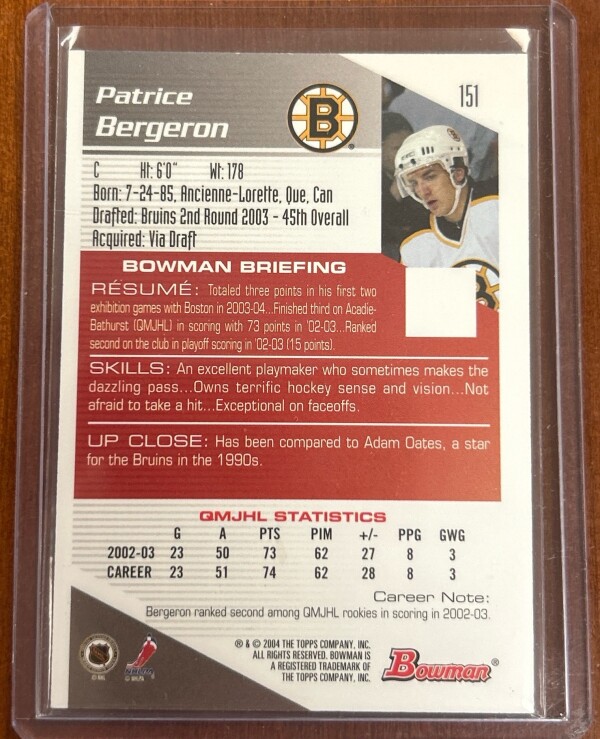 Patrice
Bergeron
B
151
C Ht: 6'0" Wt: 178
Born: 7-24-85, Ancienne-Lorette, Que, Can
Drafted: Bruins 2nd Round 2003 - 45th Overall
Acquired: Via Draft
BOWMAN BRIEFING
RÉSUMÉ: Totaled three points in his first two
exhibition games with Boston in 2003-04...Finished third on Acadie-
Bathurst (QMJHL) in scoring with 73 points in '02-03...Ranked
second on the club in playoff scoring in '02-03 (15 points).
SKILLS: An excellent playmaker who sometimes makes the
dazzling pass...Owns terrific hockey sense and vision...Not
afraid to take a hit...Exceptional on faceoffs.
UP CLOSE: Has been compared to Adam Oates, a star
for the Bruins in the 1990s.
QMJHL STATISTICS
G A PTS PIM +/- PPG GWG
2002-03 23 50 73 62 27 8 3
CAREER 23 51 74 62 28 8 3
Career Note:
Bergeron ranked second among QMJHL rookies in scoring in 2002-03.
® & © 2004 THE TOPPS COMPANY, INC.
ALL RIGHTS RESERVED. BOWMAN IS
A REGISTERED TRADEMARK OF
THE TOPPS COMPANY, INC.
Bowman®
© NHL © NHLPA